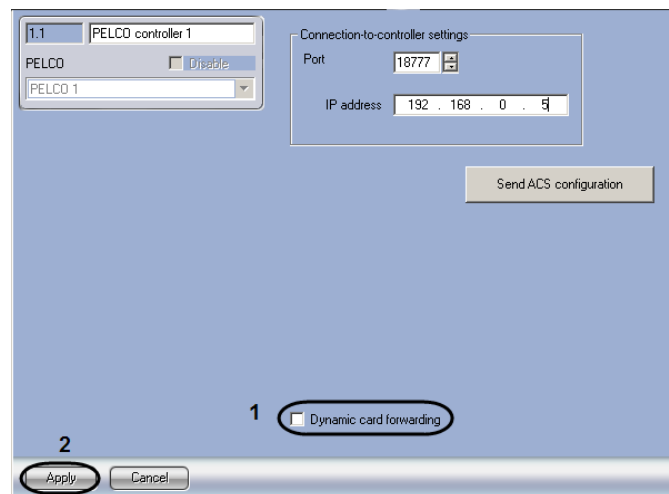 1.1 PELCO controller 1
PELCO Disable
PELCO 1
Connection-to-controller settings
Port 18777
IP address 192 . 168 . 0 . 5
Send ACS configuration
1 Dynamic card forwarding
2
Apply Cancel